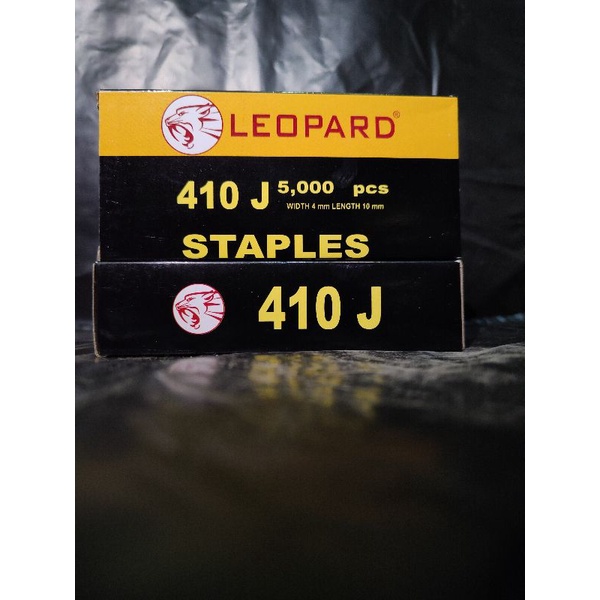 LEOPARD®
410 J 5,000 pcs
WIDTH 4 mm LENGTH 10 mm
STAPLES
410 J